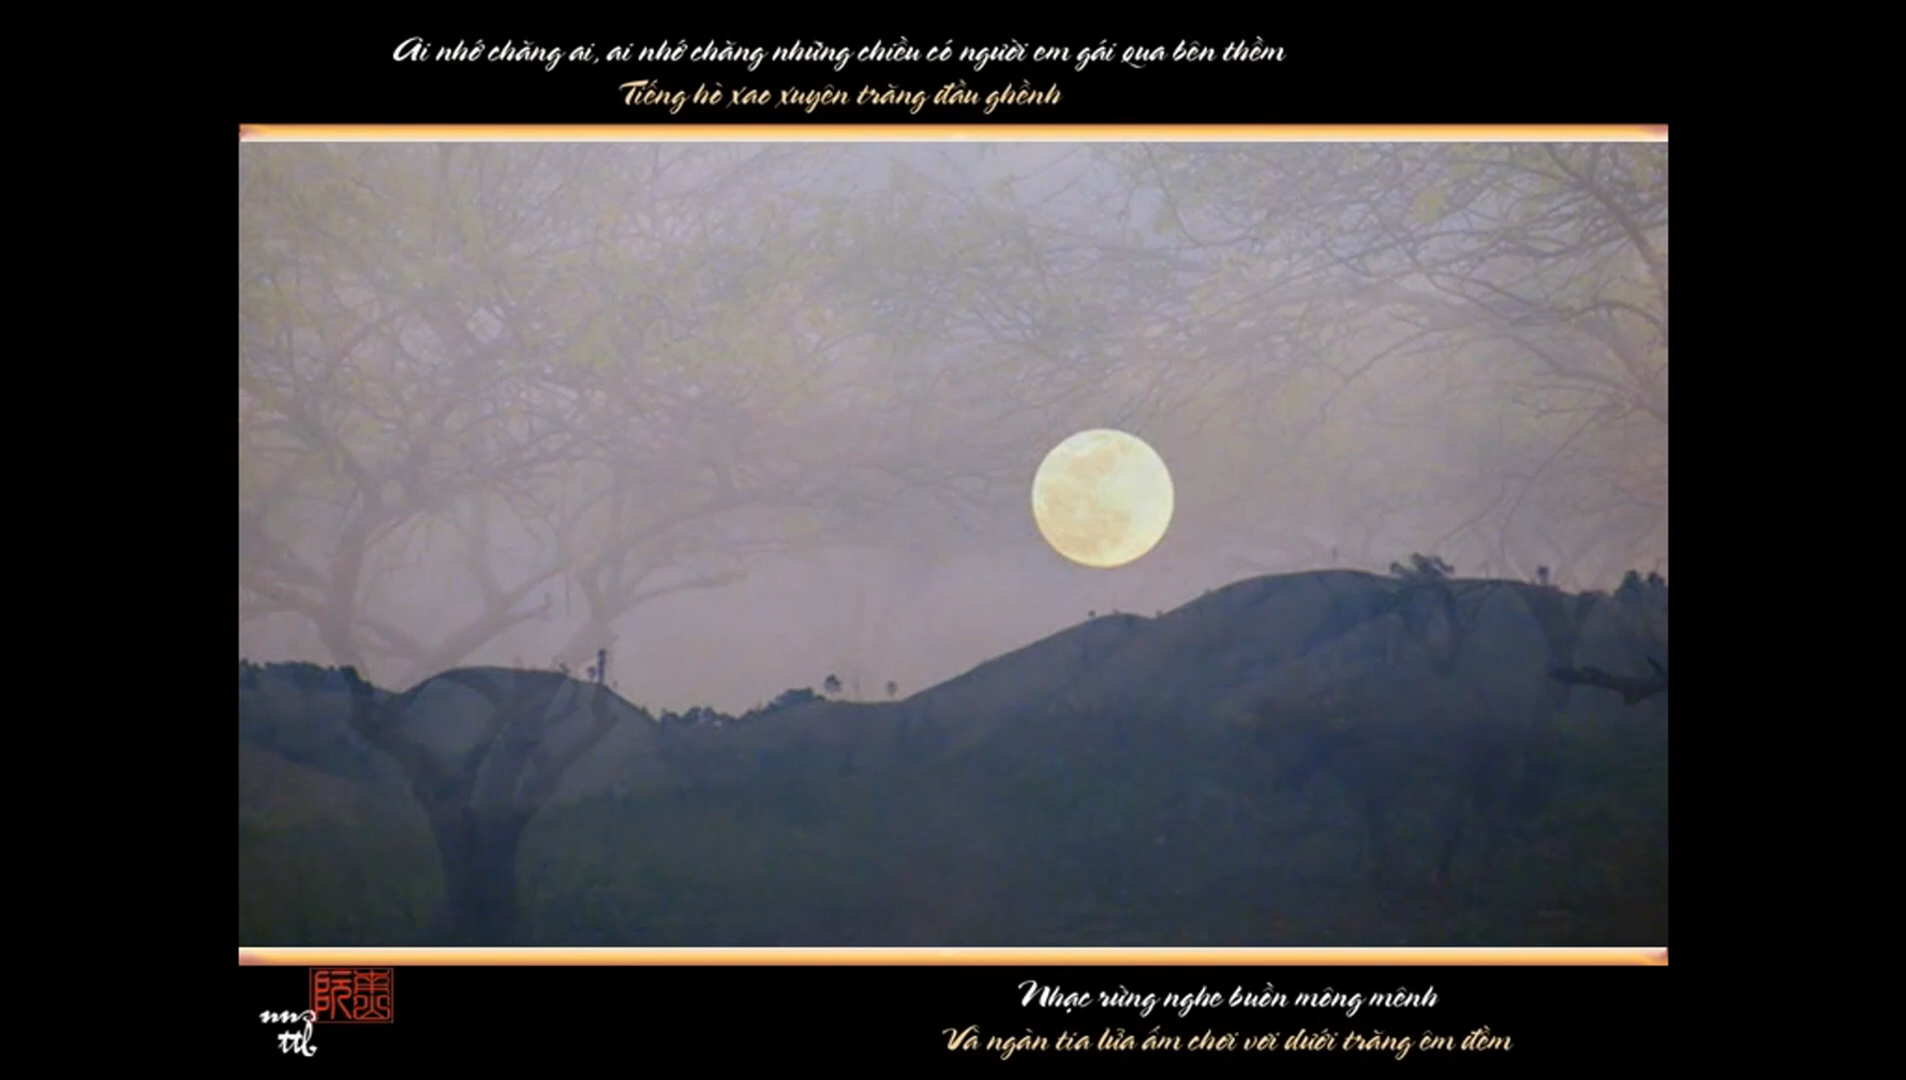 Ai nhớ chăng ai, ai nhớ chăng những chiều có người em gái qua bên thềm
Tiếng hò xao xuyên trăng đầu ghềnh
Nhạc rừng nghe buồn mông mênh
Và ngàn tia lửa ấm chơi vơi dưới trăng êm đềm
ttb